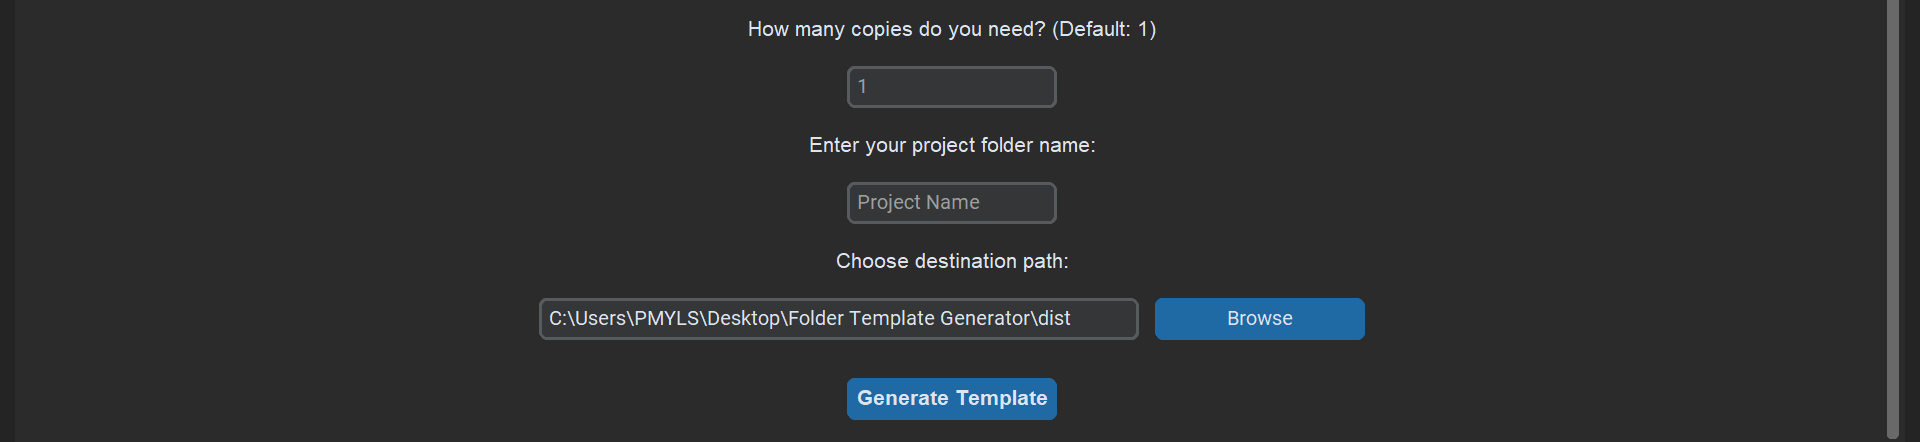 How many copies do you need? (Default: 1)
1
Enter your project folder name:
Project Name
Choose destination path:
C:\Users\PMYLS\Desktop\Folder Template Generator\dist
Browse
Generate Template